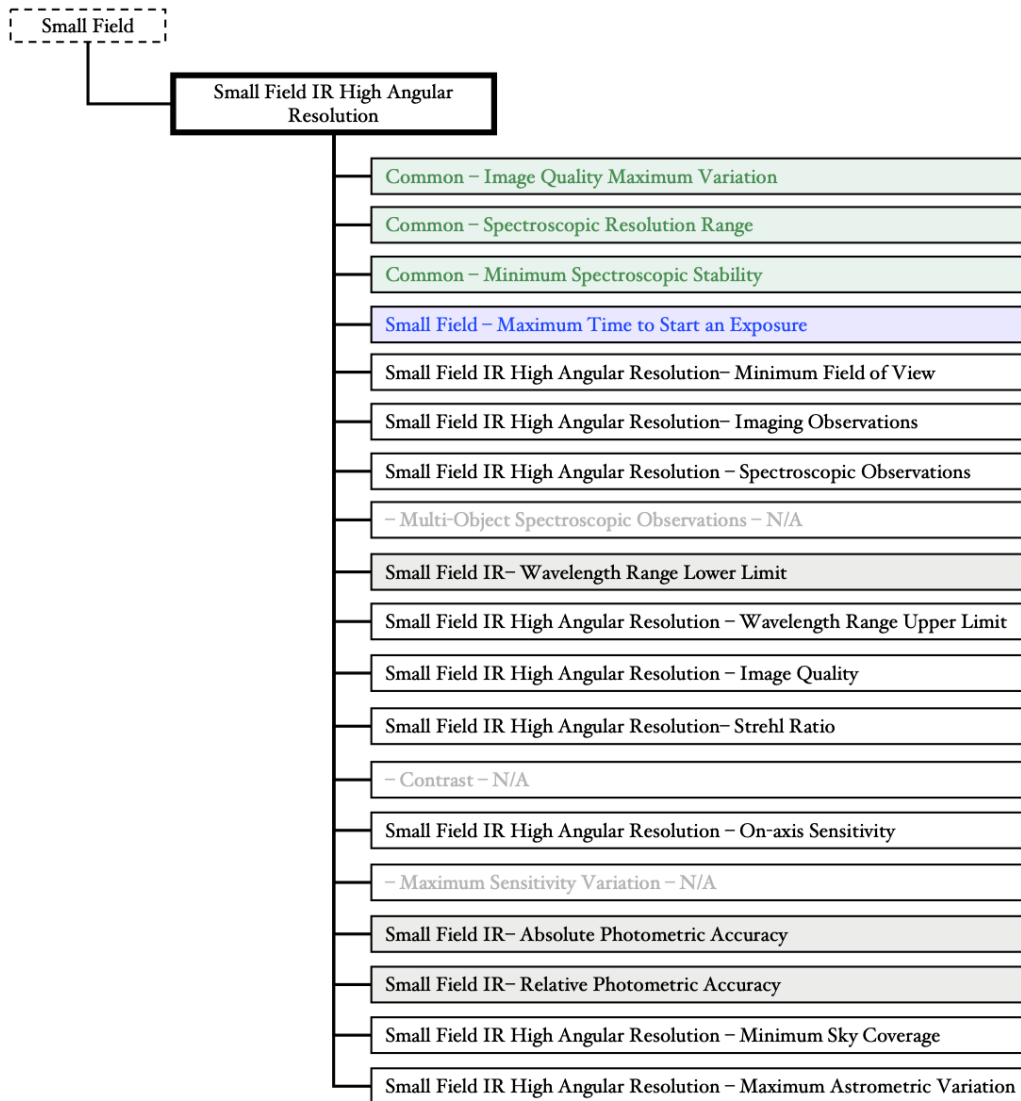 Small Field
Small Field IR High Angular
Resolution
Common – Image Quality Maximum Variation
Common – Spectroscopic Resolution Range
Common – Minimum Spectroscopic Stability
Small Field – Maximum Time to Start an Exposure
Small Field IR High Angular Resolution– Minimum Field of View
Small Field IR High Angular Resolution– Imaging Observations
Small Field IR High Angular Resolution – Spectroscopic Observations
– Multi-Object Spectroscopic Observations – N/A
Small Field IR– Wavelength Range Lower Limit
Small Field IR High Angular Resolution – Wavelength Range Upper Limit
Small Field IR High Angular Resolution – Image Quality
Small Field IR High Angular Resolution– Strehl Ratio
– Contrast – N/A
Small Field IR High Angular Resolution – On-axis Sensitivity
– Maximum Sensitivity Variation – N/A
Small Field IR– Absolute Photometric Accuracy
Small Field IR– Relative Photometric Accuracy
Small Field IR High Angular Resolution – Minimum Sky Coverage
Small Field IR High Angular Resolution – Maximum Astrometric Variation